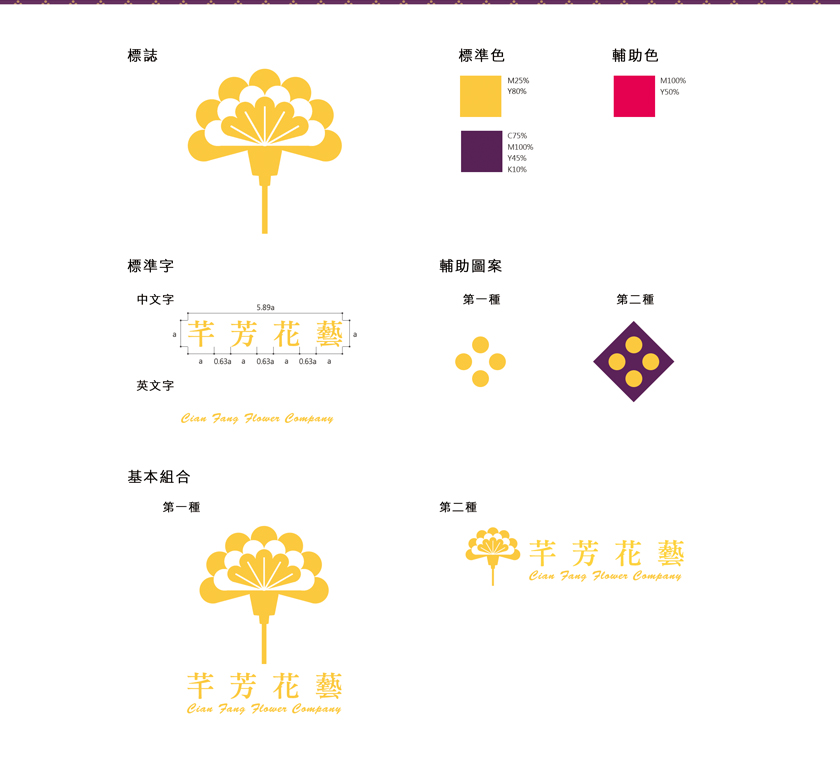 標誌
標準色
M25%
Y80%
C75%
M100%
Y45%
K10%
輔助色
M100%
Y50%
標準字
中文字
5.89a
a
芊芳花藝
a
a 0.63a a 0.63a a 0.63a a
英文字
Cian Fang Flower Company
輔助圖案
第一種
第二種
基本組合
第一種
芊芳花藝
Cian Fang Flower Company
第二種
芊芳花藝
Cian Fang Flower Company